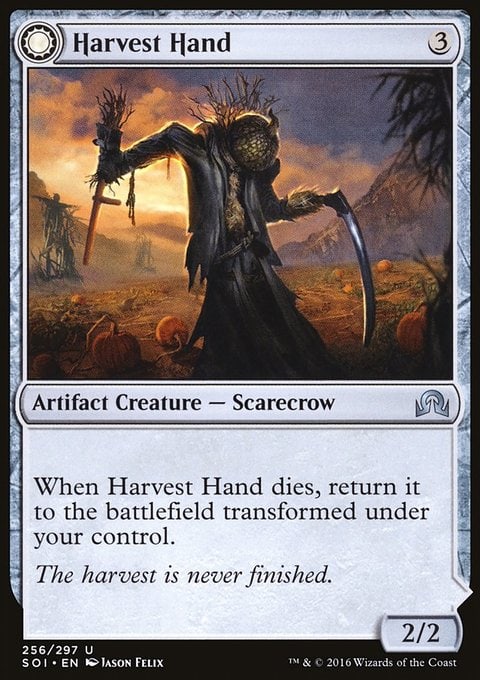 Harvest Hand 3
Artifact Creature — Scarecrow
When Harvest Hand dies, return it
to the battlefield transformed under
your control.
The harvest is never finished.
2/2
256/297 U
SOI • EN Jason Felix
™ & © 2016 Wizards of the Coast